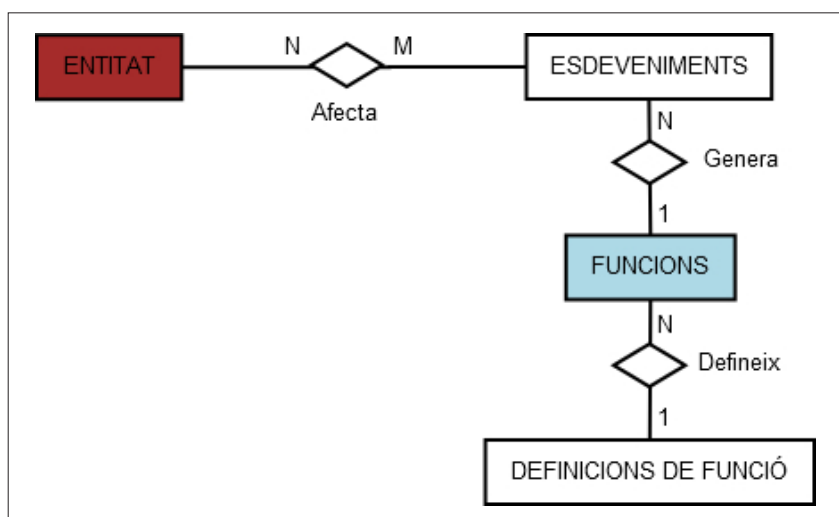 ENTITAT
N
M
ESDEVENIMENTS
Afecta
N
Genera
1
FUNCIONS
N
Defineix
1
DEFINICIONS DE FUNCIÓ